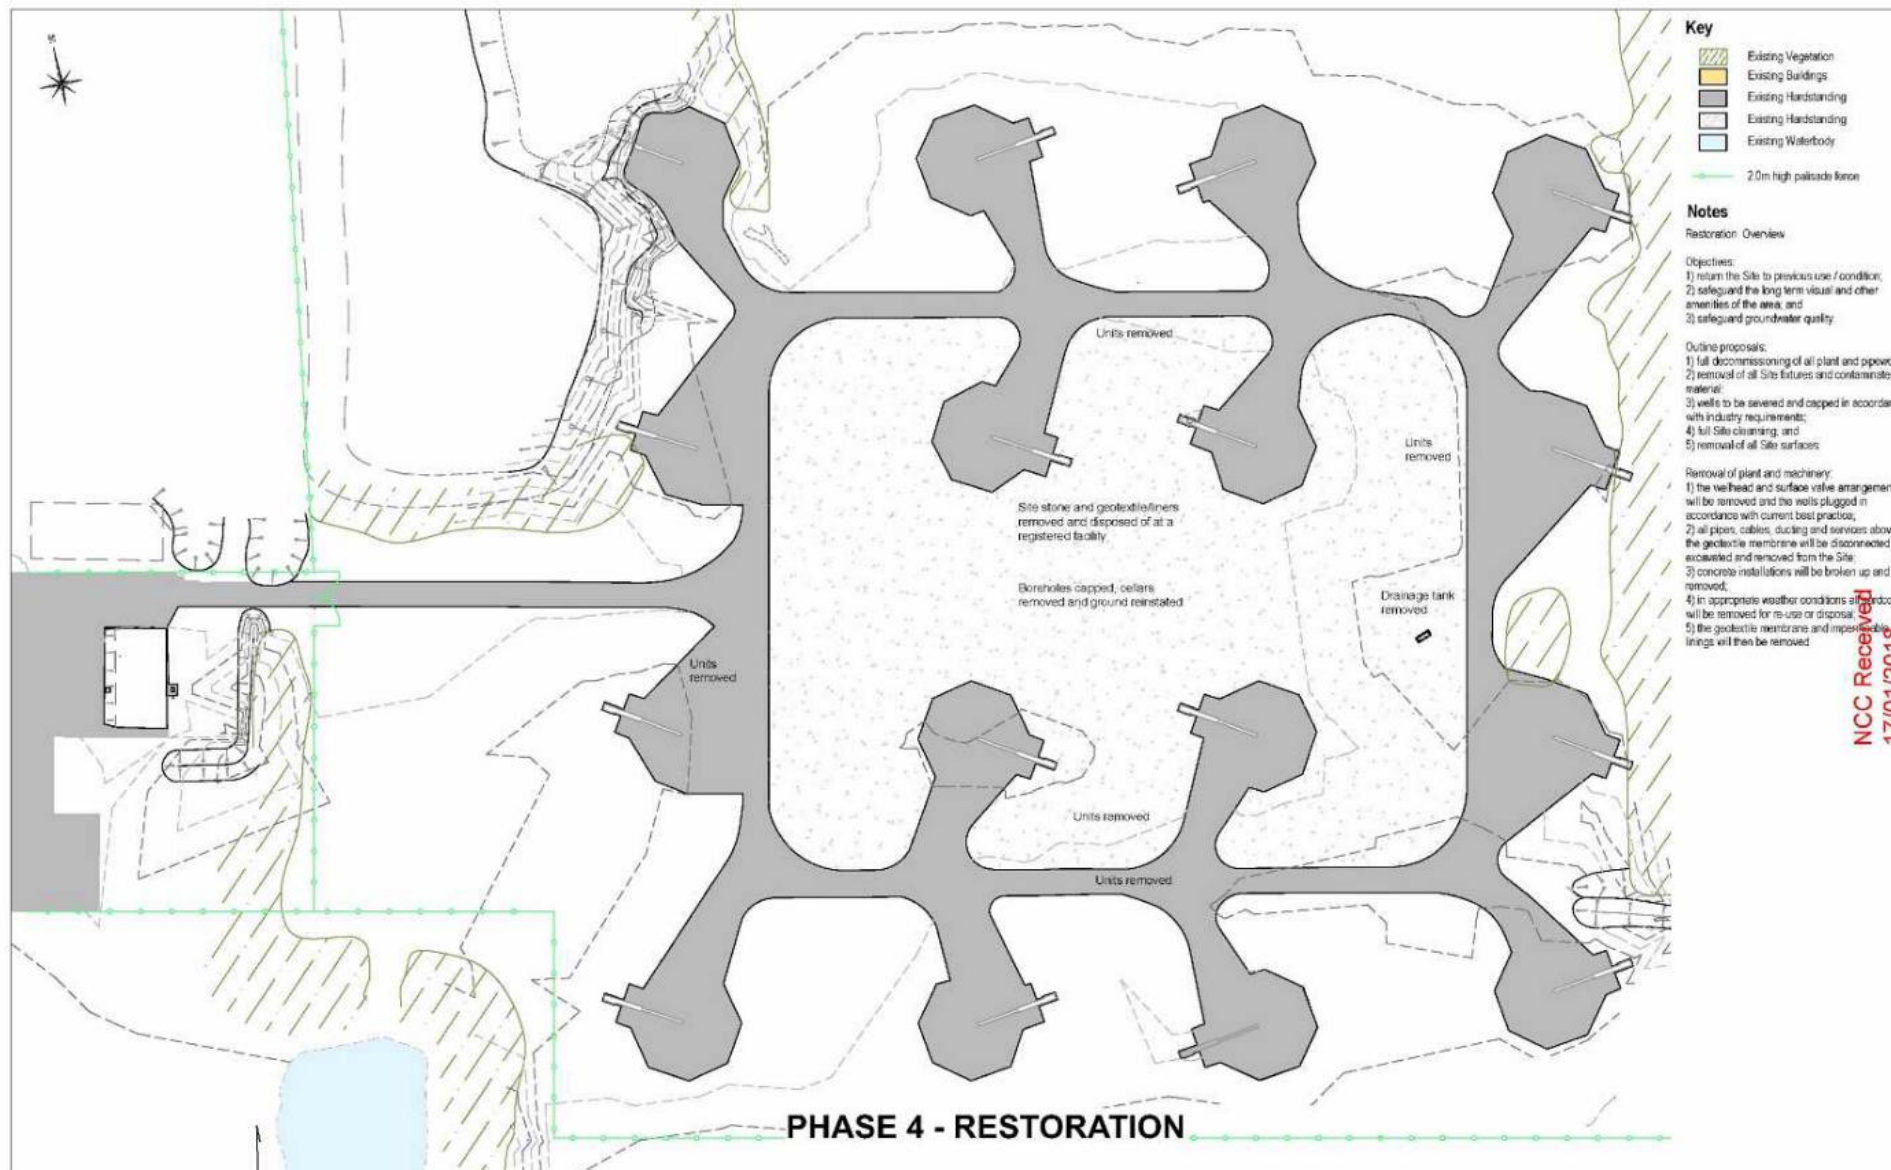 Key
Existing Vegetation
Existing Buildings
Existing Hardstanding
Existing Hardstanding
Existing Waterbody
2.0m high palisade fence
Notes
Restoration Overview
Objectives:
1) return the Site to previous use / condition;
2) safeguard the long term visual and other
amenities of the area; and
3) safeguard groundwater quality
Outline proposals:
1) full decommissioning of all plant and
2) removal of all Site fixtures and
material;
3) wells to be severed and capped in
with industry requirements;
4) full Site cleansing; and
5) removal of all Site surfaces
Removal of plant and machinery:
1) the wellhead and surface valve
will be removed and the wells plugged in
accordance with current best practice;
2) all pipes, cables, ducting and services
the geotextile membrane will be disconnected
excavated and removed from the Site;
3) concrete installations will be broken up and
removed;
4) in appropriate weather conditions
will be removed for re-use or disposal
5) the geotextile membrane and
linings will then be removed
NCC Received
17/01/2018
Units removed
Units
removed
Site stone and geotextile/liners
removed and disposed of at a
registered facility
Boreholes capped, cellars
removed and ground reinstated
Drainage tank
removed
Units
removed
Units removed
Units removed
PHASE 4 - RESTORATION